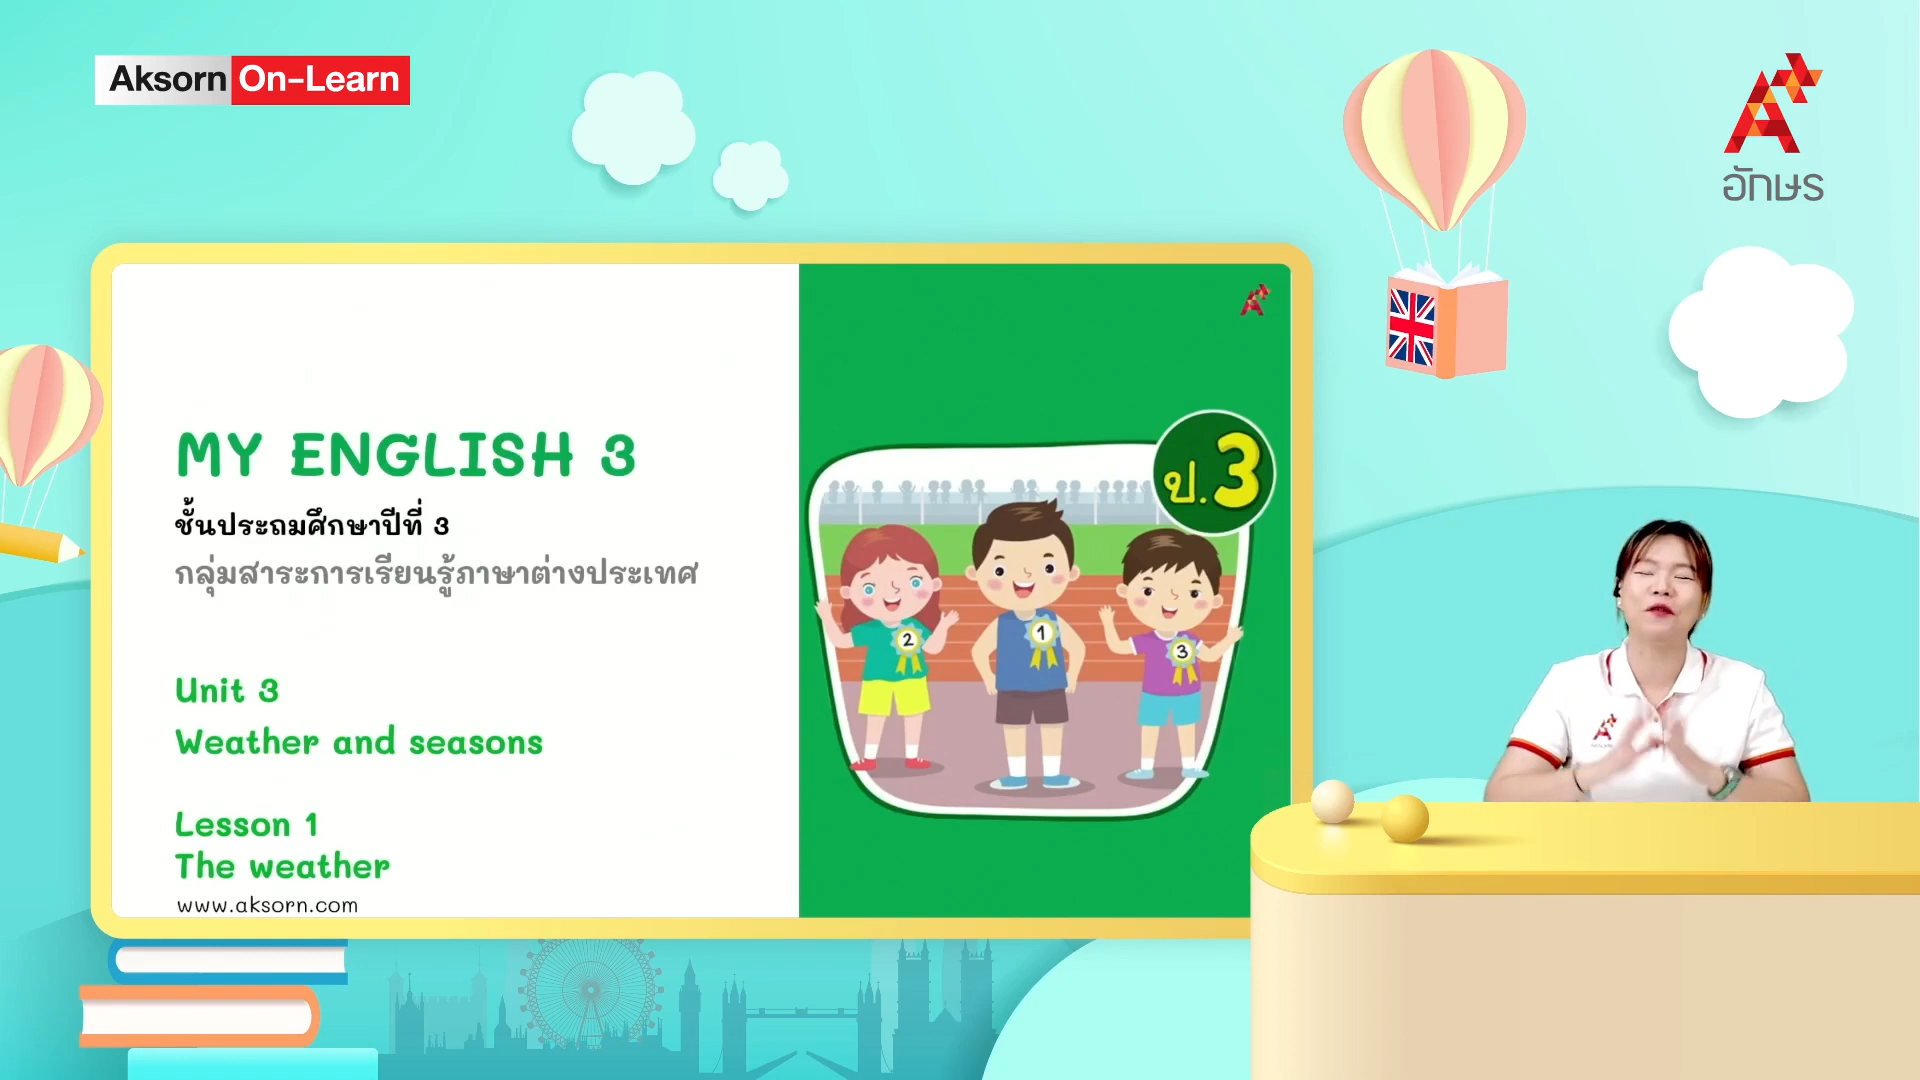 Aksorn On-Learn
อักษร
MY ENGLISH 3
ชั้นประถมศึกษาปีที่ 3
กลุ่มสาระการเรียนรู้ภาษาต่างประเทศ
Unit 3
Weather and seasons
Lesson 1
The weather
www.aksorn.com
ป.3
2
1
3